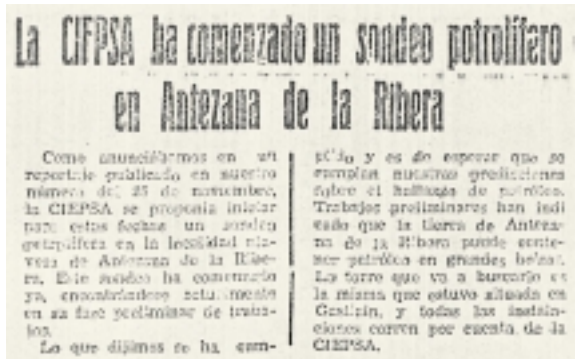 La CIEPSA ha comenzado un sondeo petrolífero
en Antezana de la Ribera
Como anunciábamos en un
reportaje publicado en nuestro
número del 25 de noviembre,
la CIEPSA se proponía iniciar
para estas fechas un sondeo
petrolífero en la localidad ala-
vesa de Antezana de la Ribe-
ra. Este sondeo ha comenzado
ya, encontrándose actualmente
en su fase preliminar de traba-
jos.
Lo que dijimos se ha cum-
plido y es de esperar que se
cumplan nuestras predicciones
sobre el hallazgo de petróleo.
Trabajos preliminares han indi-
cado que la tierra de Anteza-
na de la Ribera puede conte-
ner petróleo en grandes bolsas.
La torre que va a buscarlo es
la misma que estuvo situada en
y todas las instala-
ciones corren por cuenta de la
CIEPSA.